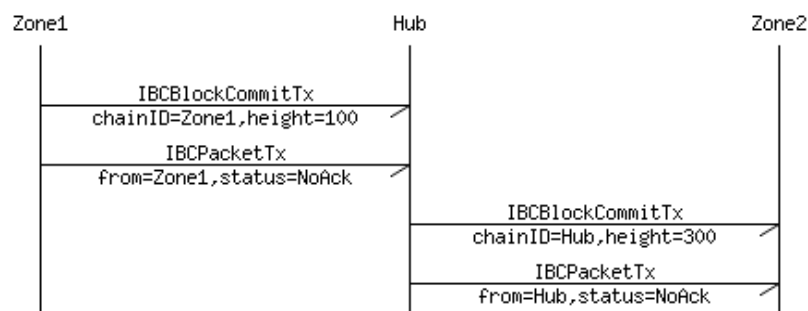 Zone1 Hub Zone2
IBCBlockCommitTx
chainID=Zone1,height=100
IBCPacketTx
from=Zone1,status=NoAck
IBCBlockCommitTx
chainID=Hub,height=300
IBCPacketTx
from=Hub,status=NoAck